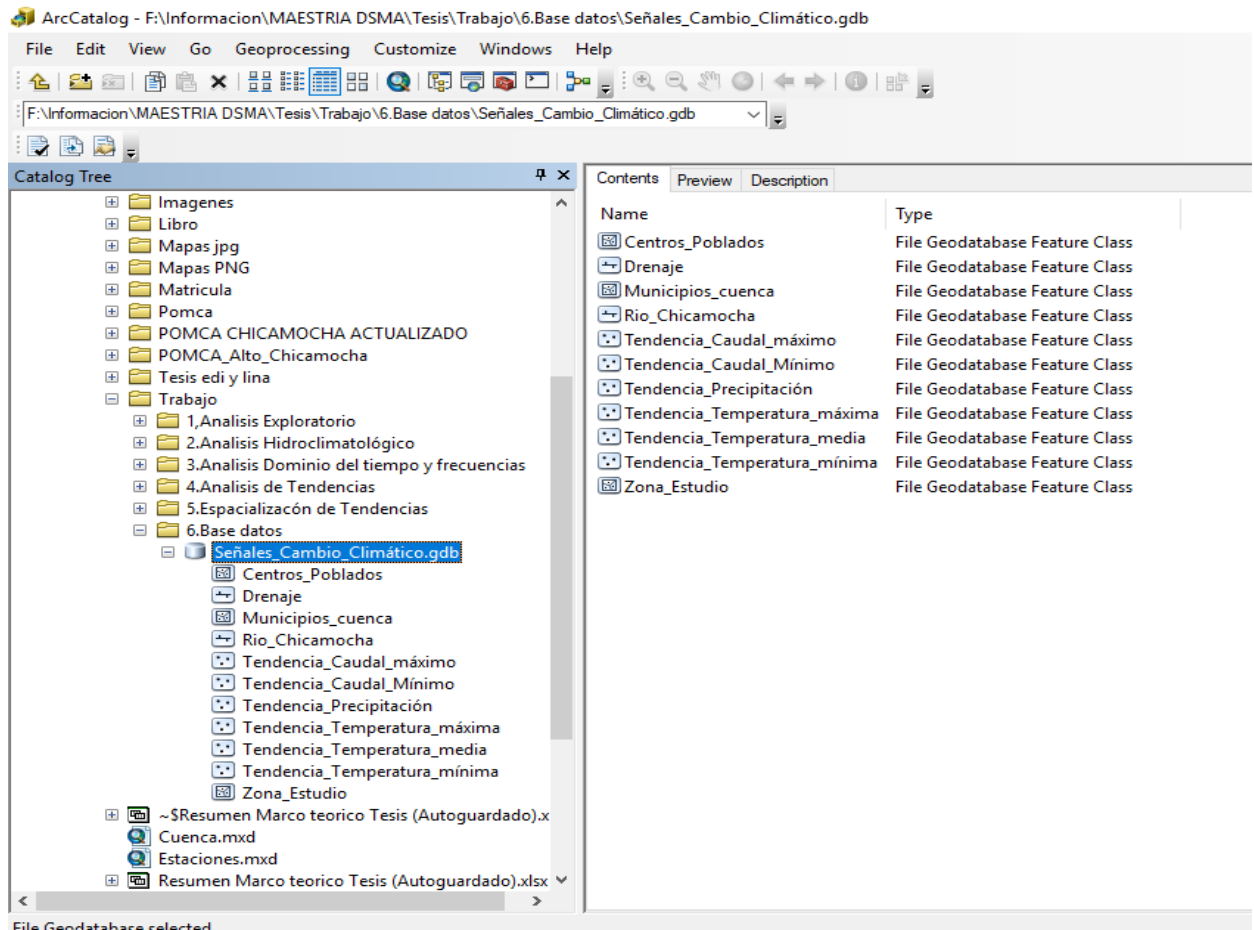 ArcCatalog - F:\Informacion\MAESTRIA DSMA\Tesis\Trabajo\6.Base datos\Señales_Cambio_Climático.gdb
File Edit View Go Geoprocessing Customize Windows Help
F:\Informacion\MAESTRIA DSMA\Tesis\Trabajo\6.Base datos\Señales_Cambio_Climático.gdb
Catalog Tree
Imagenes
Libro
Mapas jpg
Mapas PNG
Matricula
Pomca
POMCA CHICAMOCHA ACTUALIZADO
POMCA_Alto_Chicamocha
Tesis edi y lina
Trabajo
1,Analisis Exploratorio
2.Analisis Hidroclimatológico
3.Analisis Dominio del tiempo y frecuencias
4.Analisis de Tendencias
5.Espacializacón de Tendencias
6.Base datos
Señales_Cambio_Climático.gdb
Centros_Poblados
Drenaje
Municipios_cuenca
Rio_Chicamocha
Tendencia_Caudal_máximo
Tendencia_Caudal_Mínimo
Tendencia_Precipitación
Tendencia_Temperatura_máxima
Tendencia_Temperatura_media
Tendencia_Temperatura_mínima
Zona_Estudio
~$Resumen Marco teorico Tesis (Autoguardado).x
Cuenca.mxd
Estaciones.mxd
Resumen Marco teorico Tesis (Autoguardado).xlsx
Contents Preview Description
Name Type
Centros_Poblados File Geodatabase Feature Class
Drenaje File Geodatabase Feature Class
Municipios_cuenca File Geodatabase Feature Class
Rio_Chicamocha File Geodatabase Feature Class
Tendencia_Caudal_máximo File Geodatabase Feature Class
Tendencia_Caudal_Mínimo File Geodatabase Feature Class
Tendencia_Precipitación File Geodatabase Feature Class
Tendencia_Temperatura_máxima File Geodatabase Feature Class
Tendencia_Temperatura_media File Geodatabase Feature Class
Tendencia_Temperatura_mínima File Geodatabase Feature Class
Zona_Estudio File Geodatabase Feature Class
File Geodatabase selected